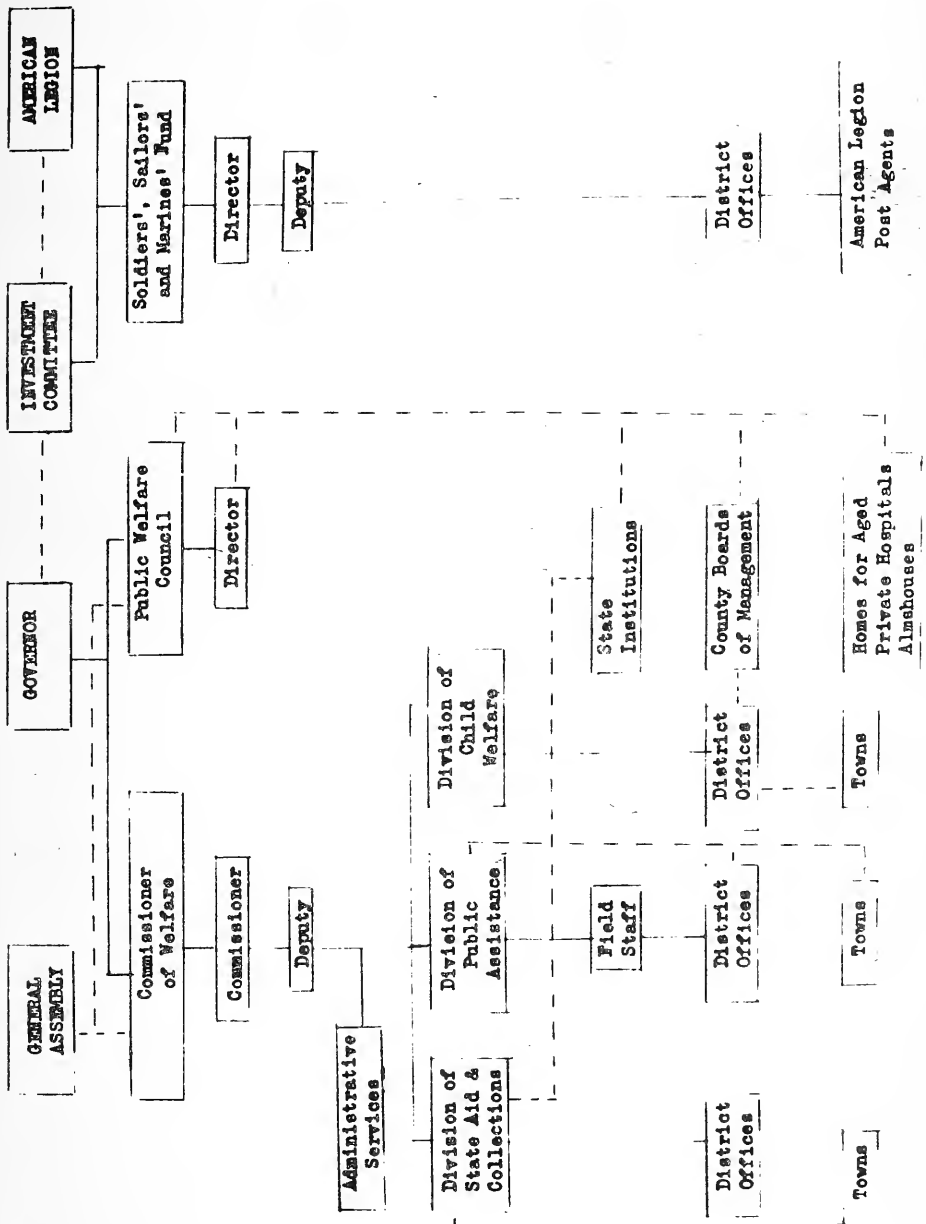 GENERAL
ASSEMBLY
GOVERNOR
INVESTMENT
COMMITTEE
AMERICAN
LEGION
Commissioner
of Welfare
Public Welfare
Council
Soldiers', Sailors'
and Marines' Fund
Commissioner
Director
Director
Deputy
Deputy
Administrative
Services
Division of
State Aid &
Collections
Division of
Public
Assistance
Division of
Child
Welfare
Field
Staff
State
Institutions
District
Offices
District
Offices
District
Offices
County Boards
of Management
District
Offices
Towns
Towns
Towns
Homes for Aged
Private Hospitals
Almshouses
American Legion
Post Agents